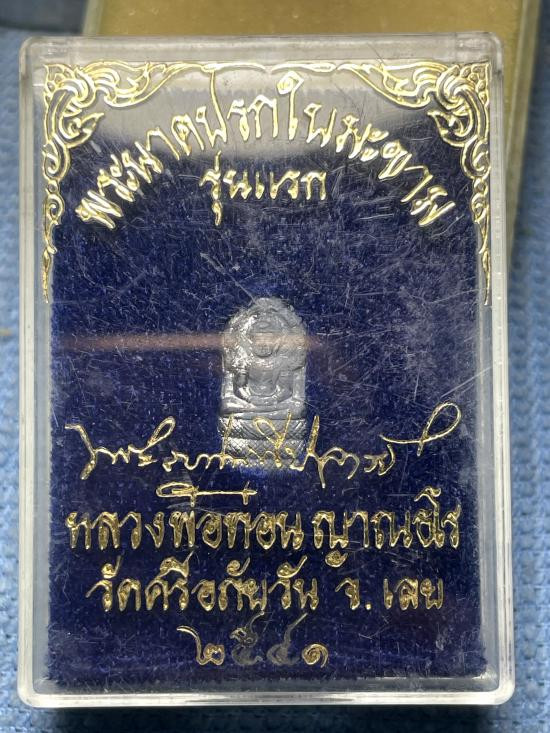 พระนาคปรกใบมะขาม
รุ่นแรก
หลวงพ่อท่อน ญาณธโร
วัดศรีอภัยวัน จ. เลย
๒๕๔๑